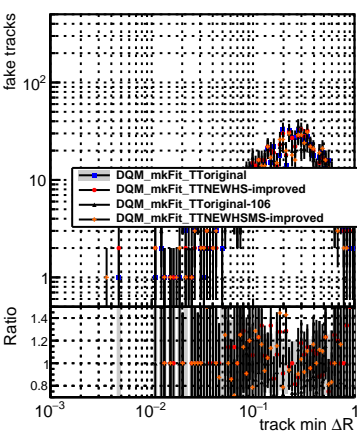 fake tracks
10²
10
1
DQM_mkFit_TToriginal
DQM_mkFit_TTNEWHS-improved
DQM_mkFit_TToriginal-106
DQM_mkFit_TTNEWHSMS-improved
Ratio
1.4
1.2
1
0.8
10⁻³ 10⁻² 10⁻¹ 1
track min ΔR